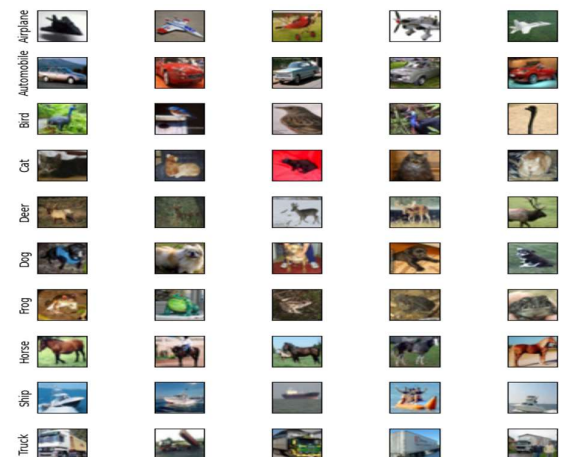 Airplane
Automobile
Bird
Cat
Deer
Dog
Frog
Horse
Ship
Truck